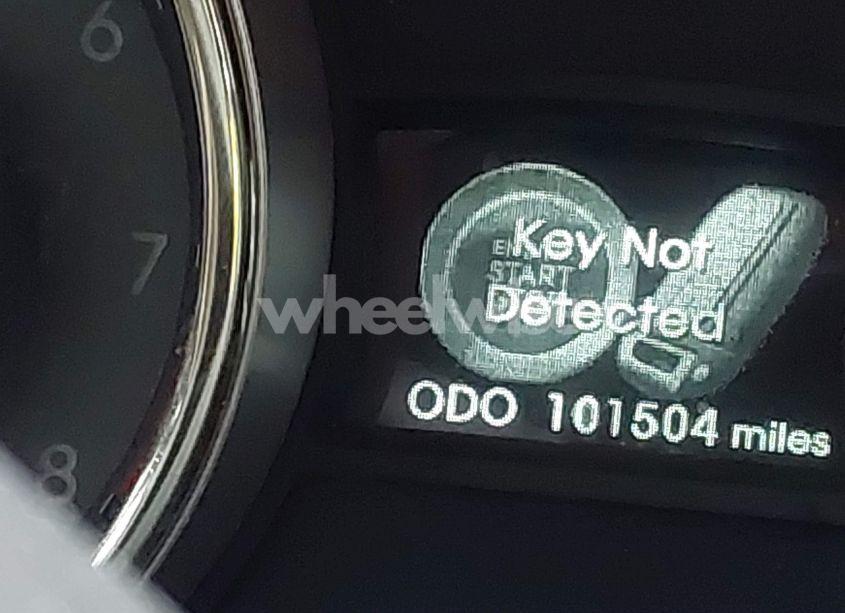 6
7
8
Key Not
Detected
START
ODO 101504 miles